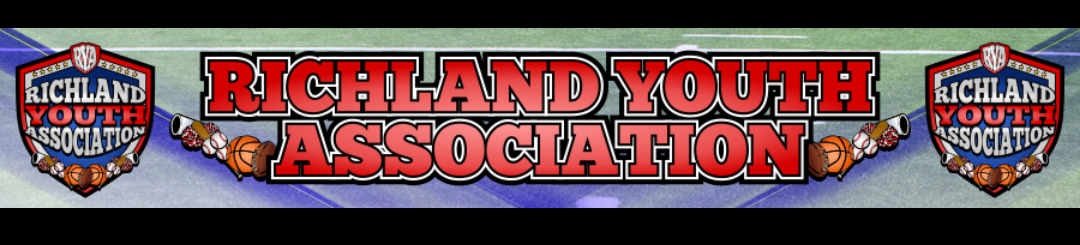 RYA
RICHLAND
YOUTH
ASSOCIATION
RICHLAND YOUTH
ASSOCIATION
RYA
RICHLAND
YOUTH
ASSOCIATION